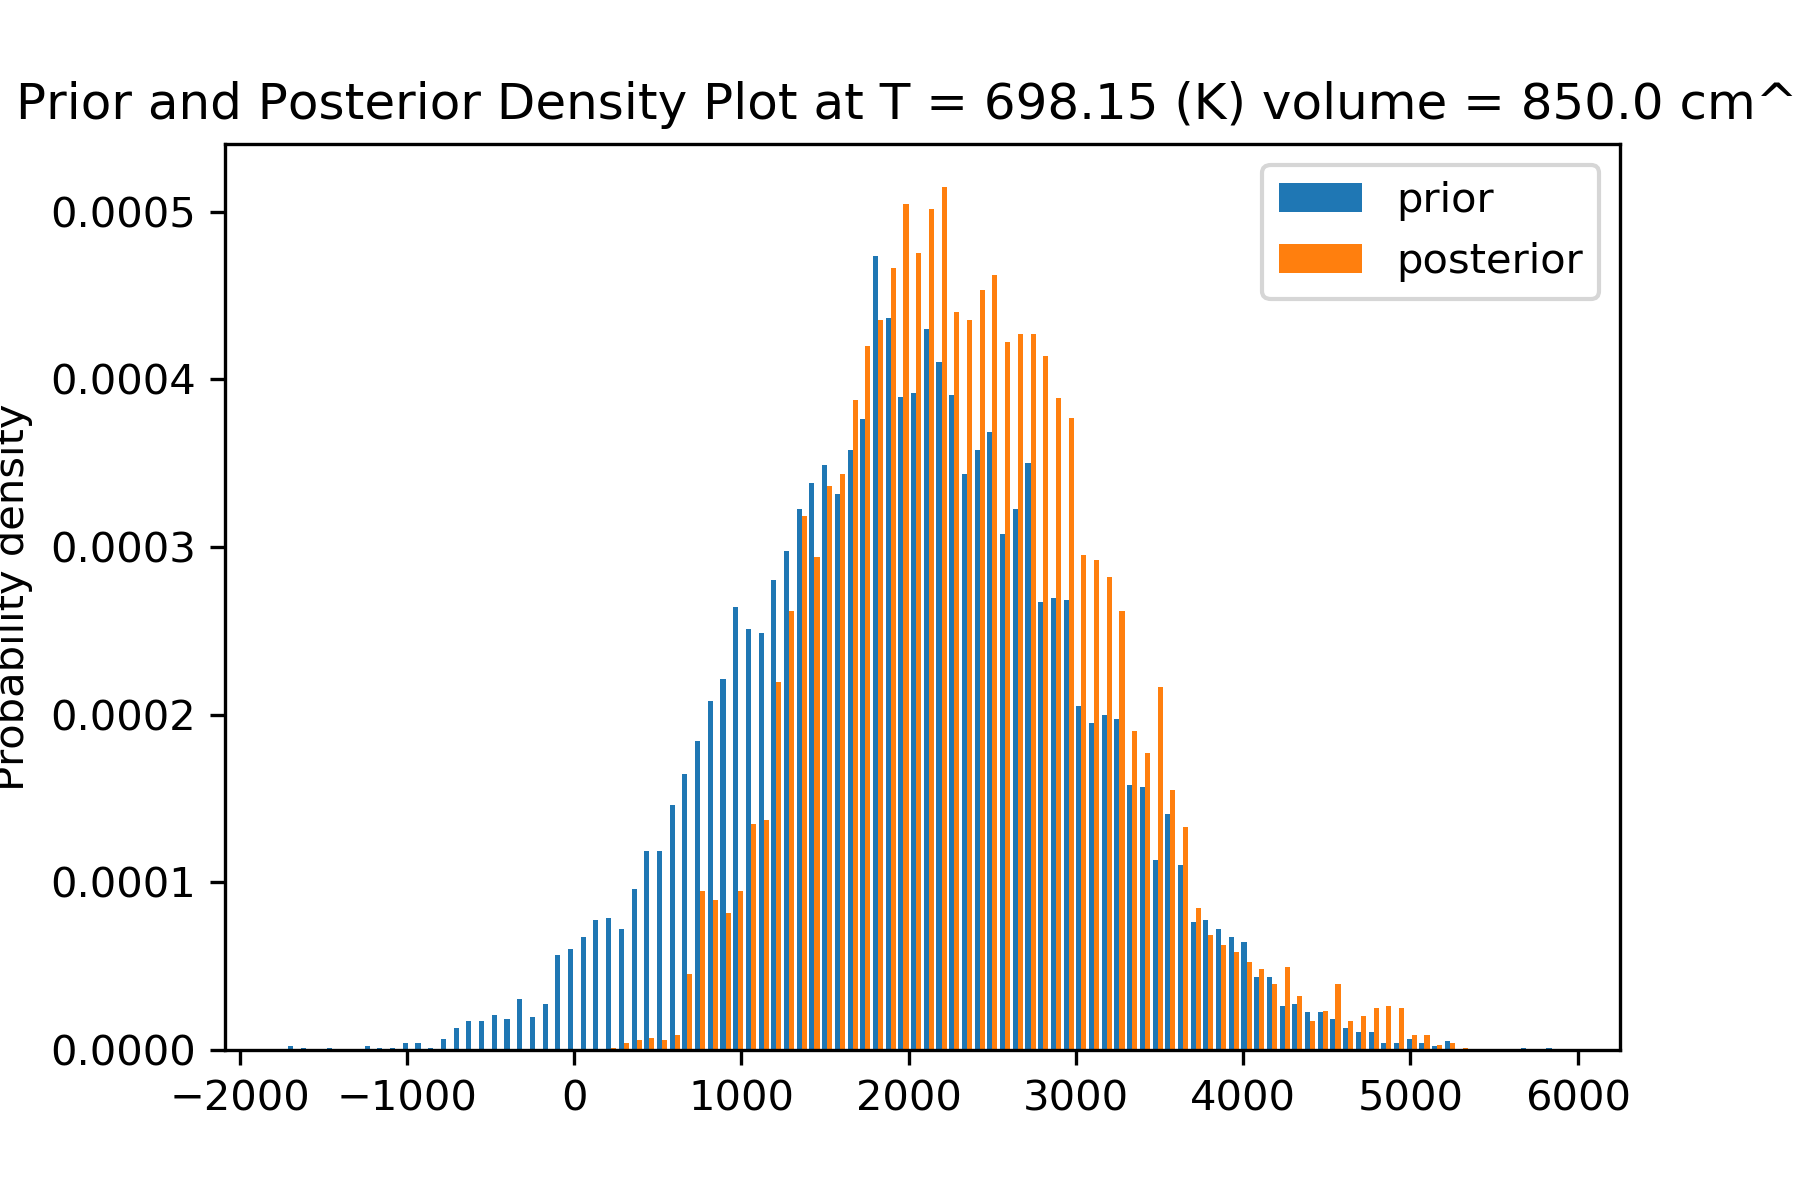 Prior and Posterior Density Plot at T = 698.15 (K) volume = 850.0 cm^
prior
posterior
Probability density
0.0005
0.0004
0.0003
0.0002
0.0001
0.0000
−2000 −1000 0 1000 2000 3000 4000 5000 6000